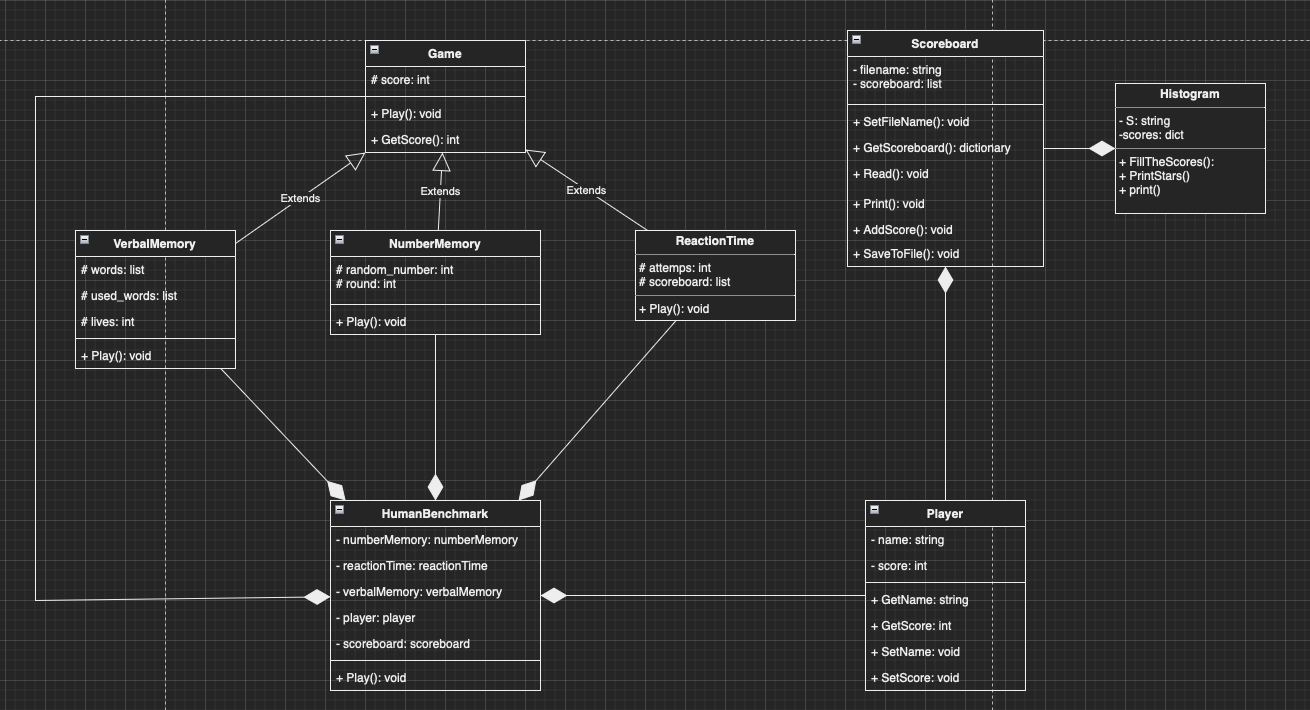 Game
# score: int
+ Play(): void
+ GetScore(): int
Scoreboard
- filename: string
- scoreboard: list
+ SetFileName(): void
+ GetScoreboard(): dictionary
+ Read(): void
+ Print(): void
+ AddScore(): void
+ SaveToFile(): void
Histogram
- S: string
-scores: dict
+ FillTheScores():
+ PrintStars()
+ print()
Extends
Extends
Extends
VerbalMemory
# words: list
# used_words: list
# lives: int
+ Play(): void
NumberMemory
# random_number: int
# round: int
+ Play(): void
ReactionTime
# attemps: int
# scoreboard: list
+ Play(): void
HumanBenchmark
- numberMemory: numberMemory
- reactionTime: reactionTime
- verbalMemory: verbalMemory
- player: player
- scoreboard: scoreboard
+ Play(): void
Player
- name: string
- score: int
+ GetName: string
+ GetScore: int
+ SetName: void
+ SetScore: void